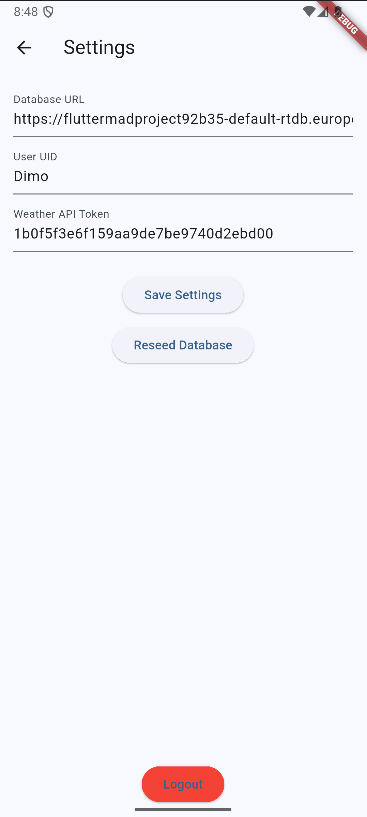 8:48
DEBUG
Settings
Database URL
https://fluttermadproject92b35-default-rtdb.europe
User UID
Dimo
Weather API Token
1b0f5f3e6f159aa9de7be9740d2ebd00
Save Settings
Reseed Database
Logout